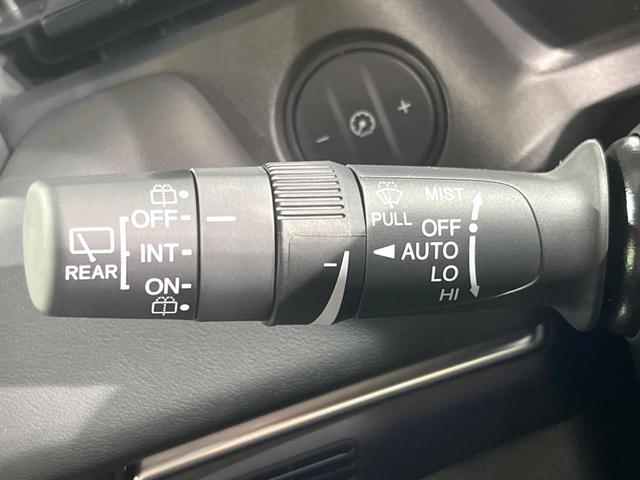 OFF
INT
ON
REAR
MIST
PULL
OFF
AUTO
LO
HI